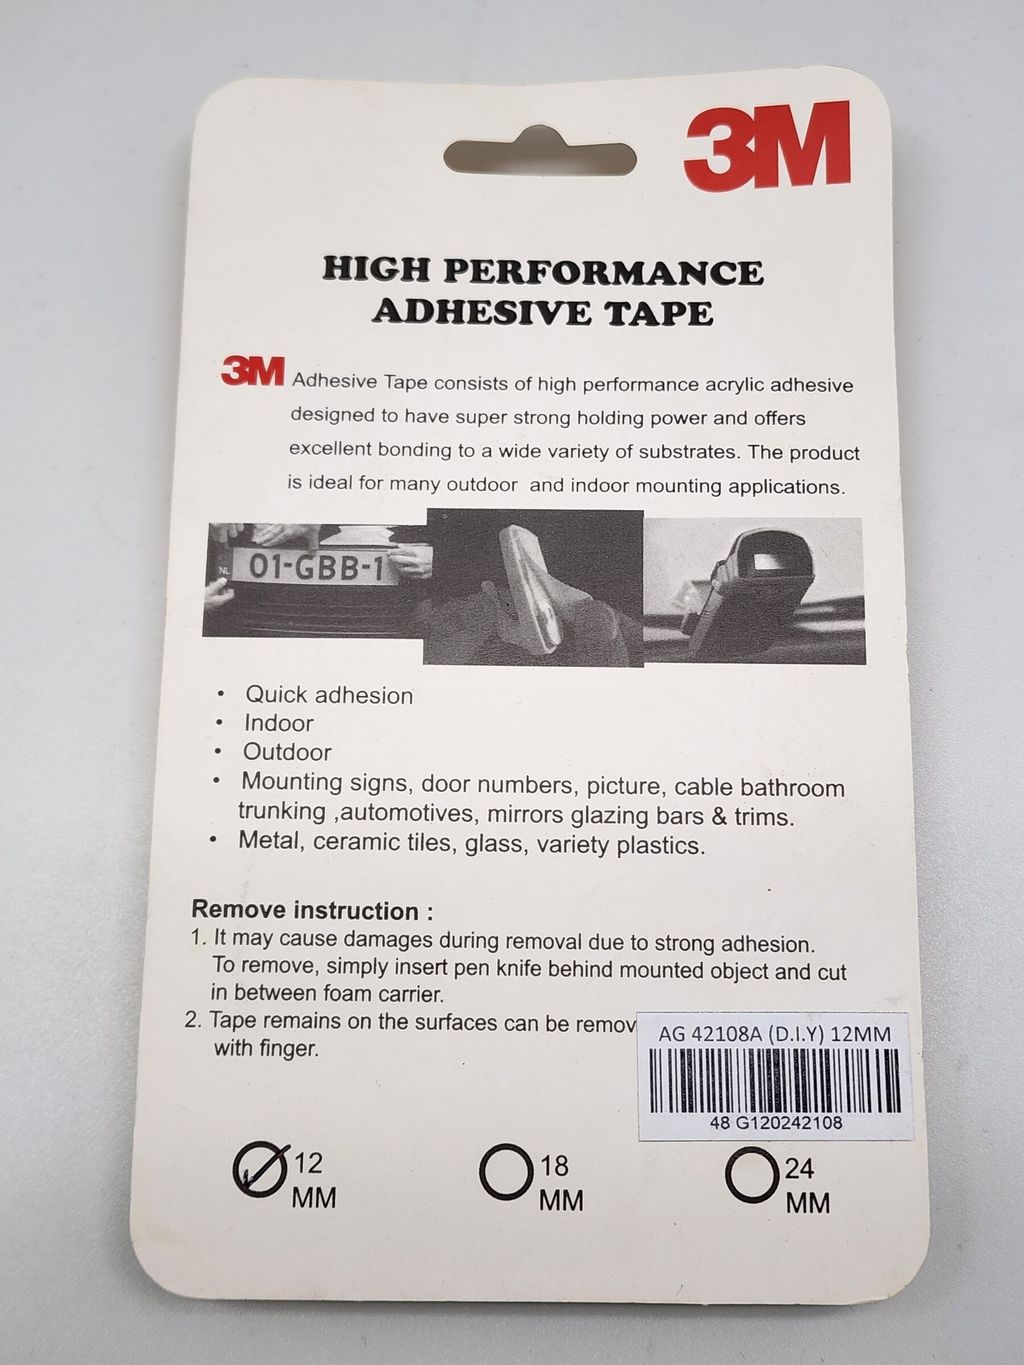 3M
HIGH PERFORMANCE
ADHESIVE TAPE
3M Adhesive Tape consists of high performance acrylic adhesive
designed to have super strong holding power and offers
excellent bonding to a wide variety of substrates. The product
is ideal for many outdoor and indoor mounting applications.
NL 01-GBB-1
• Quick adhesion
• Indoor
• Outdoor
• Mounting signs, door numbers, picture, cable bathroom
trunking ,automotives, mirrors glazing bars & trims.
• Metal, ceramic tiles, glass, variety plastics.
Remove instruction :
1. It may cause damages during removal due to strong adhesion.
To remove, simply insert pen knife behind mounted object and cut
in between foam carrier.
2. Tape remains on the surfaces can be remov
with finger.
AG 42108A (D.I.Y) 12MM
48 G120242108
12 MM
18 MM
24 MM